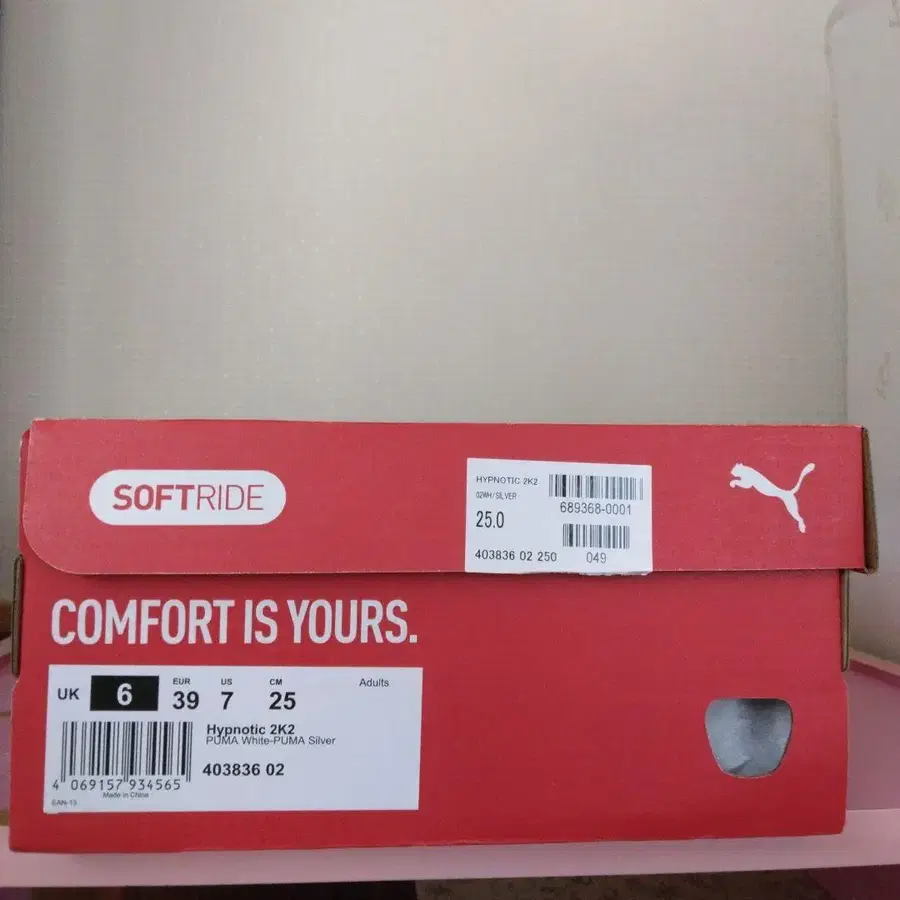 SOFTRIDE
HYPNOTIC 2K2
02WH/SILVER
689368-0001
25.0
403836 02 250
049
COMFORT IS YOURS.
UK 6 EUR 39 US 7 CM 25 Adults
Hypnotic 2K2
PUMA White-PUMA Silver
403836 02
4 069157 934565
Made in China
EAN-13